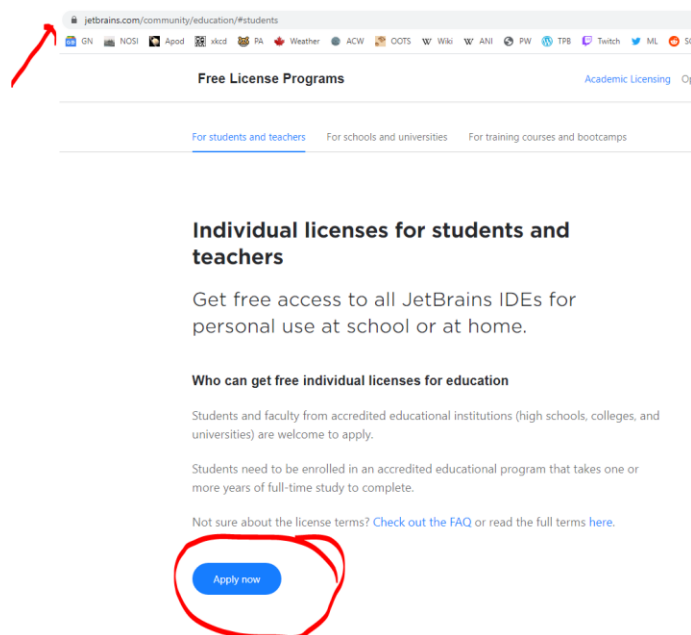 jetbrains.com/community/education/#students
GN NOSI Apod xkcd PA Weather ACW OOTS Wiki ANI PW TPB Twitch ML
Free License Programs Academic Licensing
For students and teachers For schools and universities For training courses and bootcamps
Individual licenses for students and
teachers
Get free access to all JetBrains IDEs for
personal use at school or at home.
Who can get free individual licenses for education
Students and faculty from accredited educational institutions (high schools, colleges, and
universities) are welcome to apply.
Students need to be enrolled in an accredited educational program that takes one or
more years of full-time study to complete.
Not sure about the license terms? Check out the FAQ or read the full terms here.
Apply now